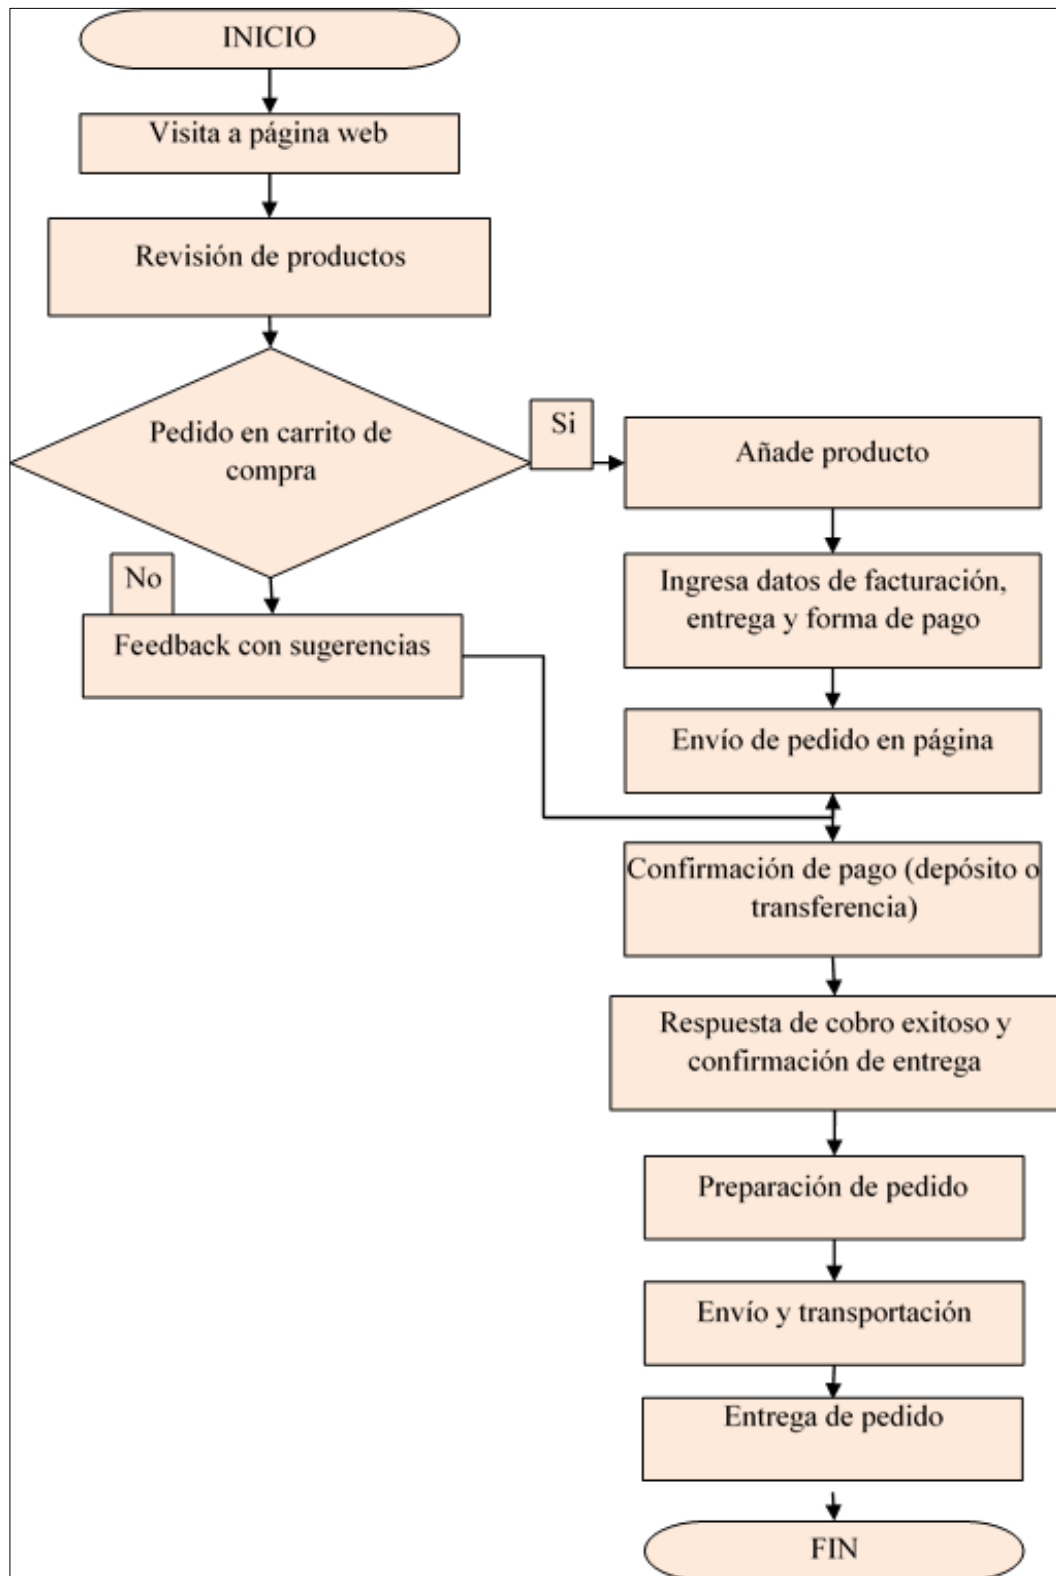 INICIO
Visita a página web
Revisión de productos
Pedido en carrito de
compra
Si
Añade producto
No
Ingresa datos de facturación,
entrega y forma de pago
Feedback con sugerencias
Envío de pedido en página
Confirmación de pago (depósito o
transferencia)
Respuesta de cobro exitoso y
confirmación de entrega
Preparación de pedido
Envío y transportación
Entrega de pedido
FIN